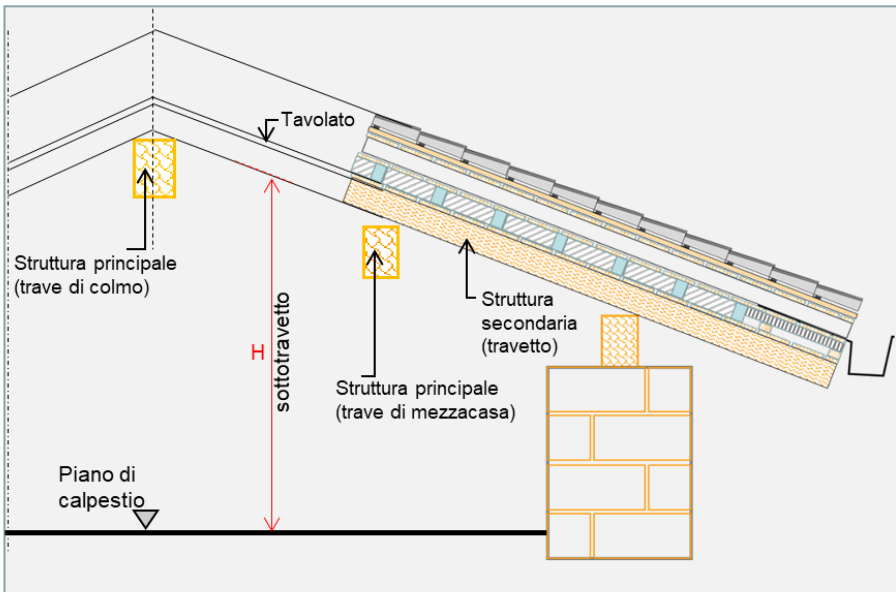 Tavolato
Struttura principale
(trave di colmo)
Struttura
secondaria
(travetto)
H
sottotravetto
Struttura principale
(trave di mezzacasa)
Piano di
calpestio